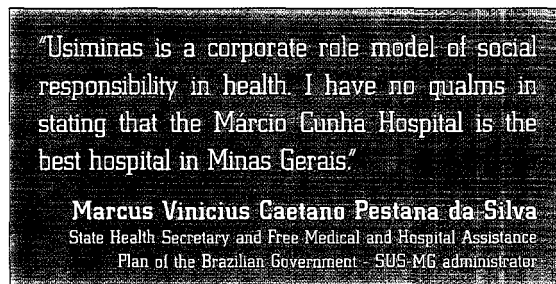 "Usiminas is a corporate role model of social
responsibility in health. I have no qualms in
stating that the Márcio Cunha Hospital is the
best hospital in Minas Gerais."
Marcus Vinicius Caetano Pestana da Silva
State Health Secretary and Free Medical and Hospital Assistance
Plan of the Brazilian Government - SUS-MG administrator